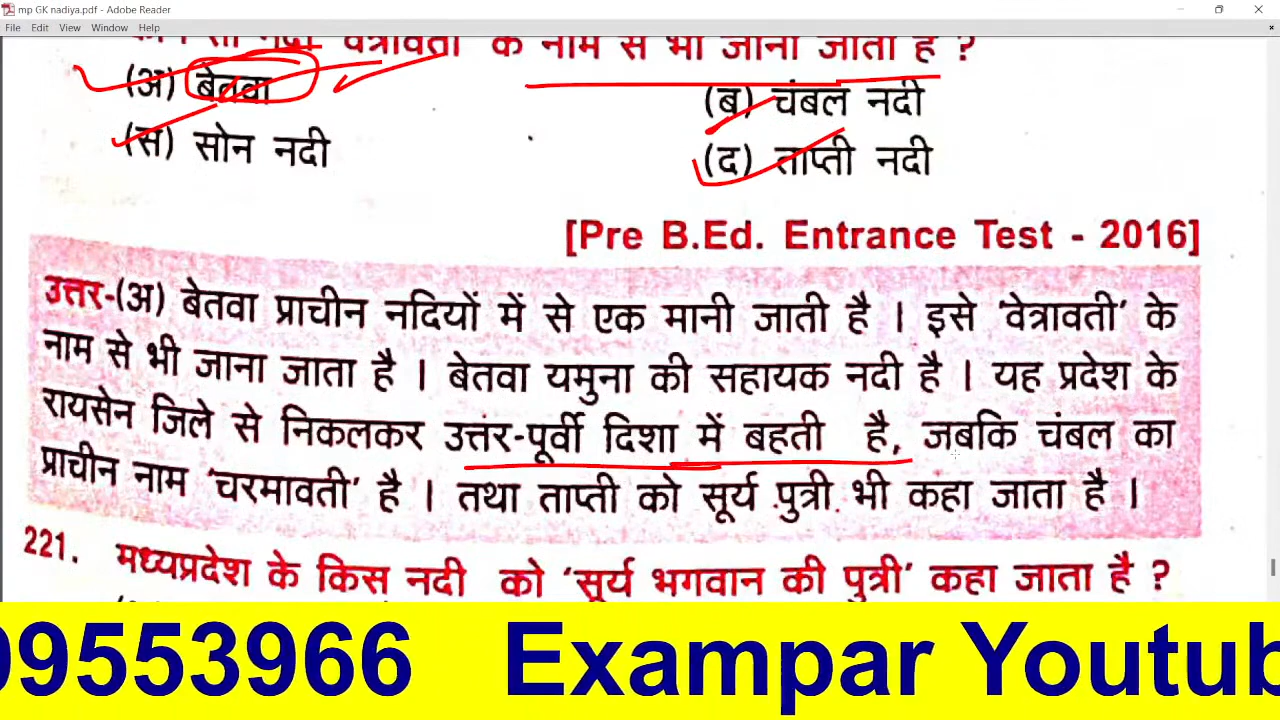 mp GK nadiya.pdf - Adobe Reader
File Edit View Window Help
नदी वेत्रावती के नाम से भी जाना जाता है ?
(अ) बेतवा (ब) चंबल नदी
(स) सोन नदी (द) ताप्ती नदी
[Pre B.Ed. Entrance Test - 2016]
उत्तर-(अ) बेतवा प्राचीन नदियों में से एक मानी जाती है । इसे ‘वेत्रावती’ के
नाम से भी जाना जाता है । बेतवा यमुना की सहायक नदी है । यह प्रदेश के
रायसेन जिले से निकलकर उत्तंर-पूर्वी दिशा में बहती है, जबकि चंबल का
प्राचीन नाम ‘चरमावती’ है । तथा ताप्ती को सूर्य पुत्री भी कहा जाता है ।
221. मध्यप्रदेश के किस नदी को ‘सूर्य भगवान की पुत्री’ कहा जाता है ?
09553966 Exampar Youtub